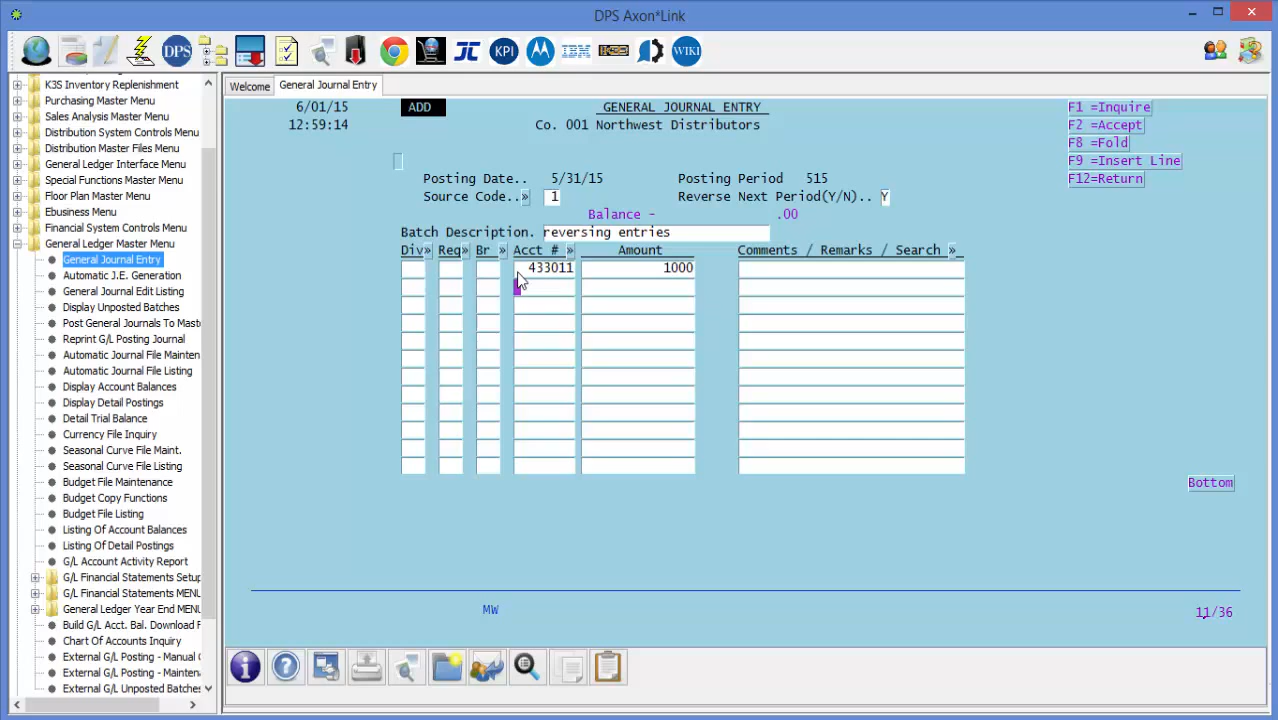 DPS Axon*Link
DPS
JT
KPI
IBM
WIKI
K3S Inventory Replenishment
Purchasing Master Menu
Sales Analysis Master Menu
Distribution System Controls Menu
Distribution Master Files Menu
General Ledger Interface Menu
Special Functions Master Menu
Floor Plan Master Menu
Ebusiness Menu
Financial System Controls Menu
General Ledger Master Menu
General Journal Entry
Automatic J.E. Generation
General Journal Edit Listing
Display Unposted Batches
Post General Journals To Mast
Reprint G/L Posting Journal
Automatic Journal File Mainten
Automatic Journal File Listing
Display Account Balances
Display Detail Postings
Detail Trial Balance
Currency File Inquiry
Seasonal Curve File Maint.
Seasonal Curve File Listing
Budget File Maintenance
Budget Copy Functions
Budget File Listing
Listing Of Account Balances
Listing Of Detail Postings
G/L Account Activity Report
G/L Financial Statements Setup
G/L Financial Statements MENU
General Ledger Year End MENU
Build G/L Acct. Bal. Download F
Chart Of Accounts Inquiry
External G/L Posting - Manual
External G/L Posting - Mainten
External G/L Unposted Batches
Welcome
General Journal Entry
6/01/15 ADD GENERAL JOURNAL ENTRY F1 =Inquire
12:59:14 Co. 001 Northwest Distributors F2 =Accept
F8 =Fold
F9 =Insert Line
Posting Date.. 5/31/15 Posting Period 515 F12=Return
Source Code..» 1 Reverse Next Period(Y/N).. Y
Balance - .00
Batch Description. reversing entries
Div» Reg» Br » Acct # » Amount Comments / Remarks / Search »
433011 1000
Bottom
MW 11/36